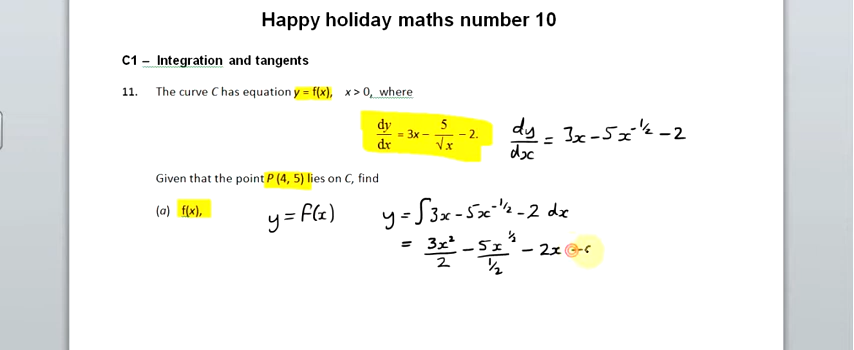 Happy holiday maths number 10
C1 – Integration and tangents
11. The curve C has equation y = f(x), x > 0, where
dy/dx = 3x – 5/√x – 2. dy/dx = 3x - 5x^-1/2 - 2
Given that the point P (4, 5) lies on C, find
(a) f(x), y = f(x) y = ∫ 3x - 5x^-1/2 - 2 dx
= 3x²/2 - 5x^1/2/1/2 - 2x